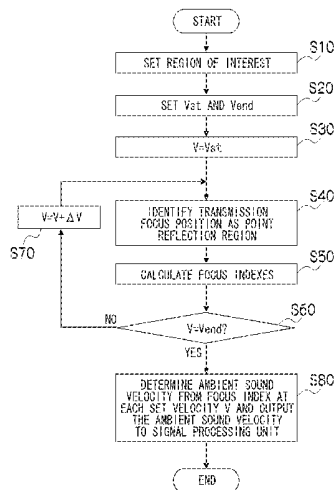 START
S10
SET REGION OF INTEREST
S20
SET Vst AND Vend
S30
V=Vst
S40
IDENTIFY TRANSMISSION
FOCUS POSITION AS POINT
REFLECTION REGION
V=V+ΔV
S70
S50
CALCULATE FOCUS INDEXES
S60
NO
V=Vend?
YES
S80
DETERMINE AMBIENT SOUND
VELOCITY FROM FOCUS INDEX AT
EACH SET VELOCITY V AND OUTPUT
THE AMBIENT SOUND VELOCITY
TO SIGNAL PROCESSING UNIT
END